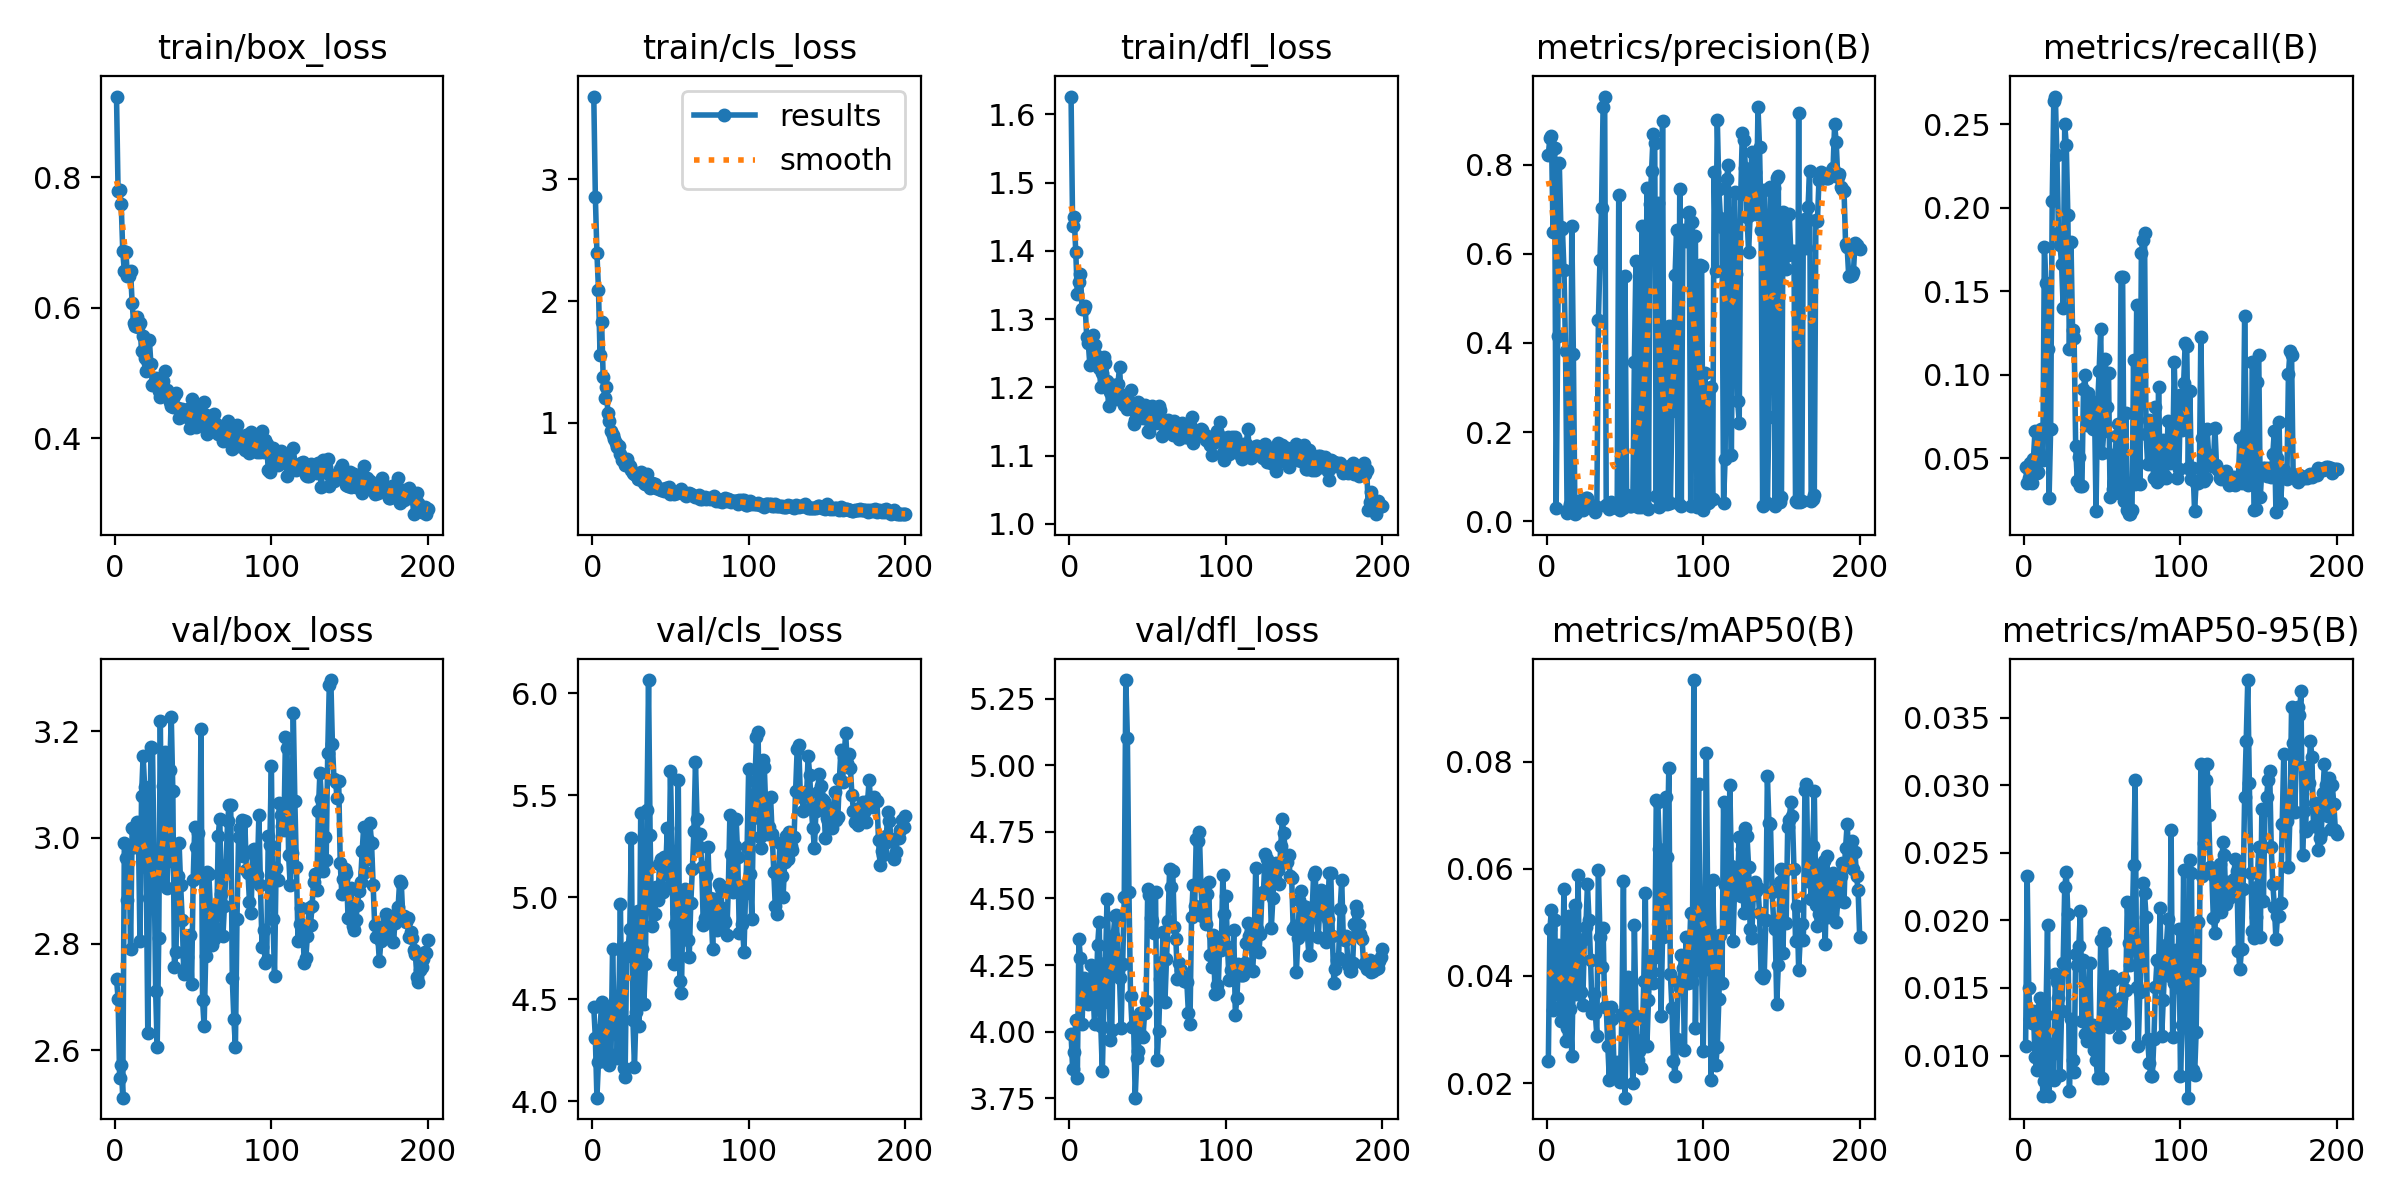 train/box_loss
0.8
0.6
0.4
0 100 200
train/cls_loss
results
smooth
3
2
1
0 100 200
train/dfl_loss
1.6
1.5
1.4
1.3
1.2
1.1
1.0
0 100 200
metrics/precision(B)
0.8
0.6
0.4
0.2
0.0
0 100 200
metrics/recall(B)
0.25
0.20
0.15
0.10
0.05
0 100 200
val/box_loss
3.2
3.0
2.8
2.6
0 100 200
val/cls_loss
6.0
5.5
5.0
4.5
4.0
0 100 200
val/dfl_loss
5.25
5.00
4.75
4.50
4.25
4.00
3.75
0 100 200
metrics/mAP50(B)
0.08
0.06
0.04
0.02
0 100 200
metrics/mAP50-95(B)
0.035
0.030
0.025
0.020
0.015
0.010
0 100 200